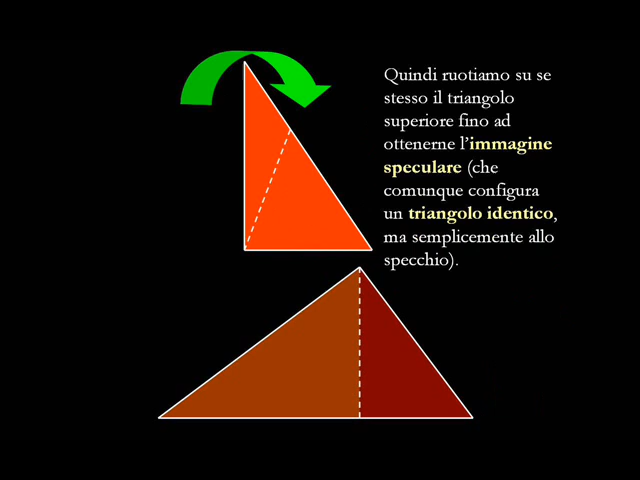 Quindi ruotiamo su se
stesso il triangolo
superiore fino ad
ottenerne l’immagine
speculare (che
comunque configura
un triangolo identico,
ma semplicemente allo
specchio).